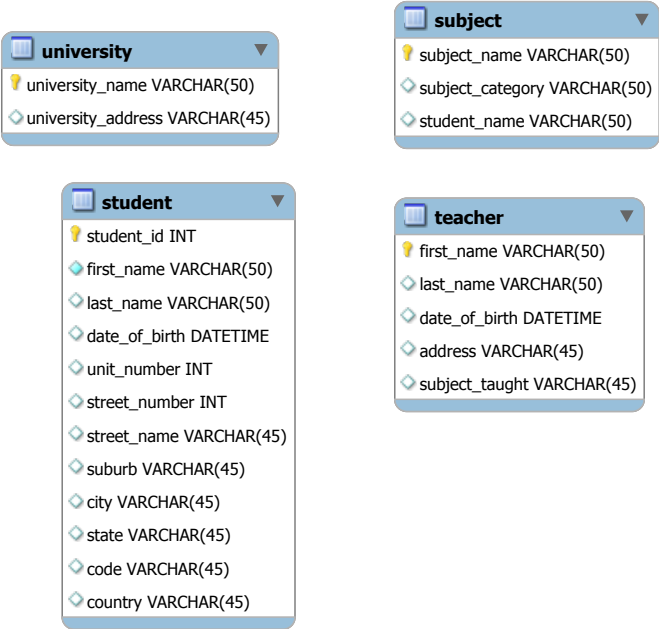 university
university_name VARCHAR(50)
university_address VARCHAR(45)
subject
subject_name VARCHAR(50)
subject_category VARCHAR(50)
student_name VARCHAR(50)
student
student_id INT
first_name VARCHAR(50)
last_name VARCHAR(50)
date_of_birth DATETIME
unit_number INT
street_number INT
street_name VARCHAR(45)
suburb VARCHAR(45)
city VARCHAR(45)
state VARCHAR(45)
code VARCHAR(45)
country VARCHAR(45)
teacher
first_name VARCHAR(50)
last_name VARCHAR(50)
date_of_birth DATETIME
address VARCHAR(45)
subject_taught VARCHAR(45)